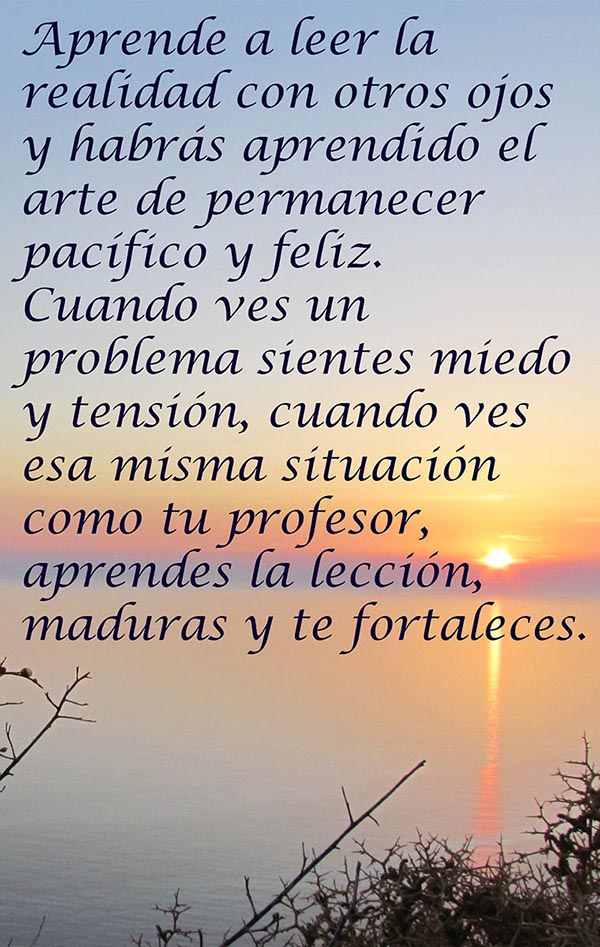 Aprende a leer la
realidad con otros ojos
y habrás aprendido el
arte de permanecer
pacífico y feliz.
Cuando ves un
problema sientes miedo
y tensión, cuando ves
esa misma situación
como tu profesor,
aprendes la lección,
maduras y te fortaleces.